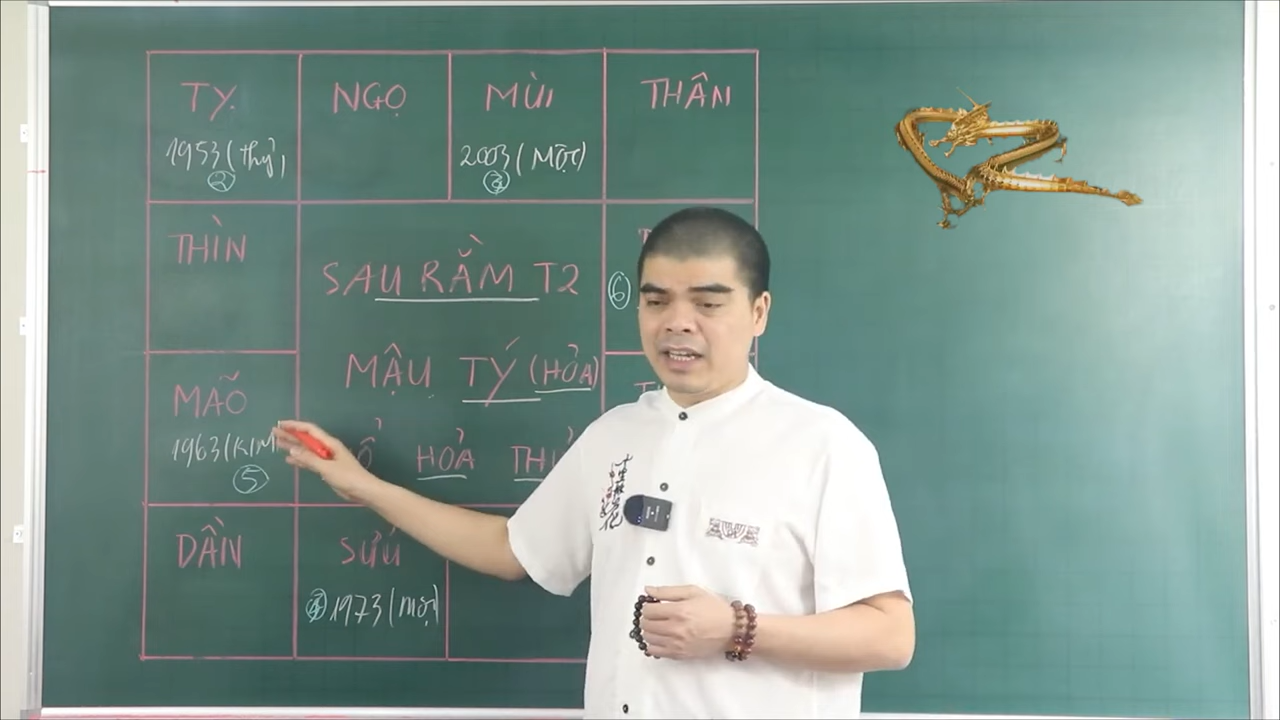 TỴ
NGỌ
MÙI
THÂN
1953 (Thủy)
2003 (MỘC)
2
3
THÌN
SAU RẰM T2
6
MẬU TÝ (HỎA)
MÃO
1963 (KIM
HỎA
5
DẦN
SỬU
4 1973 (MỘC)